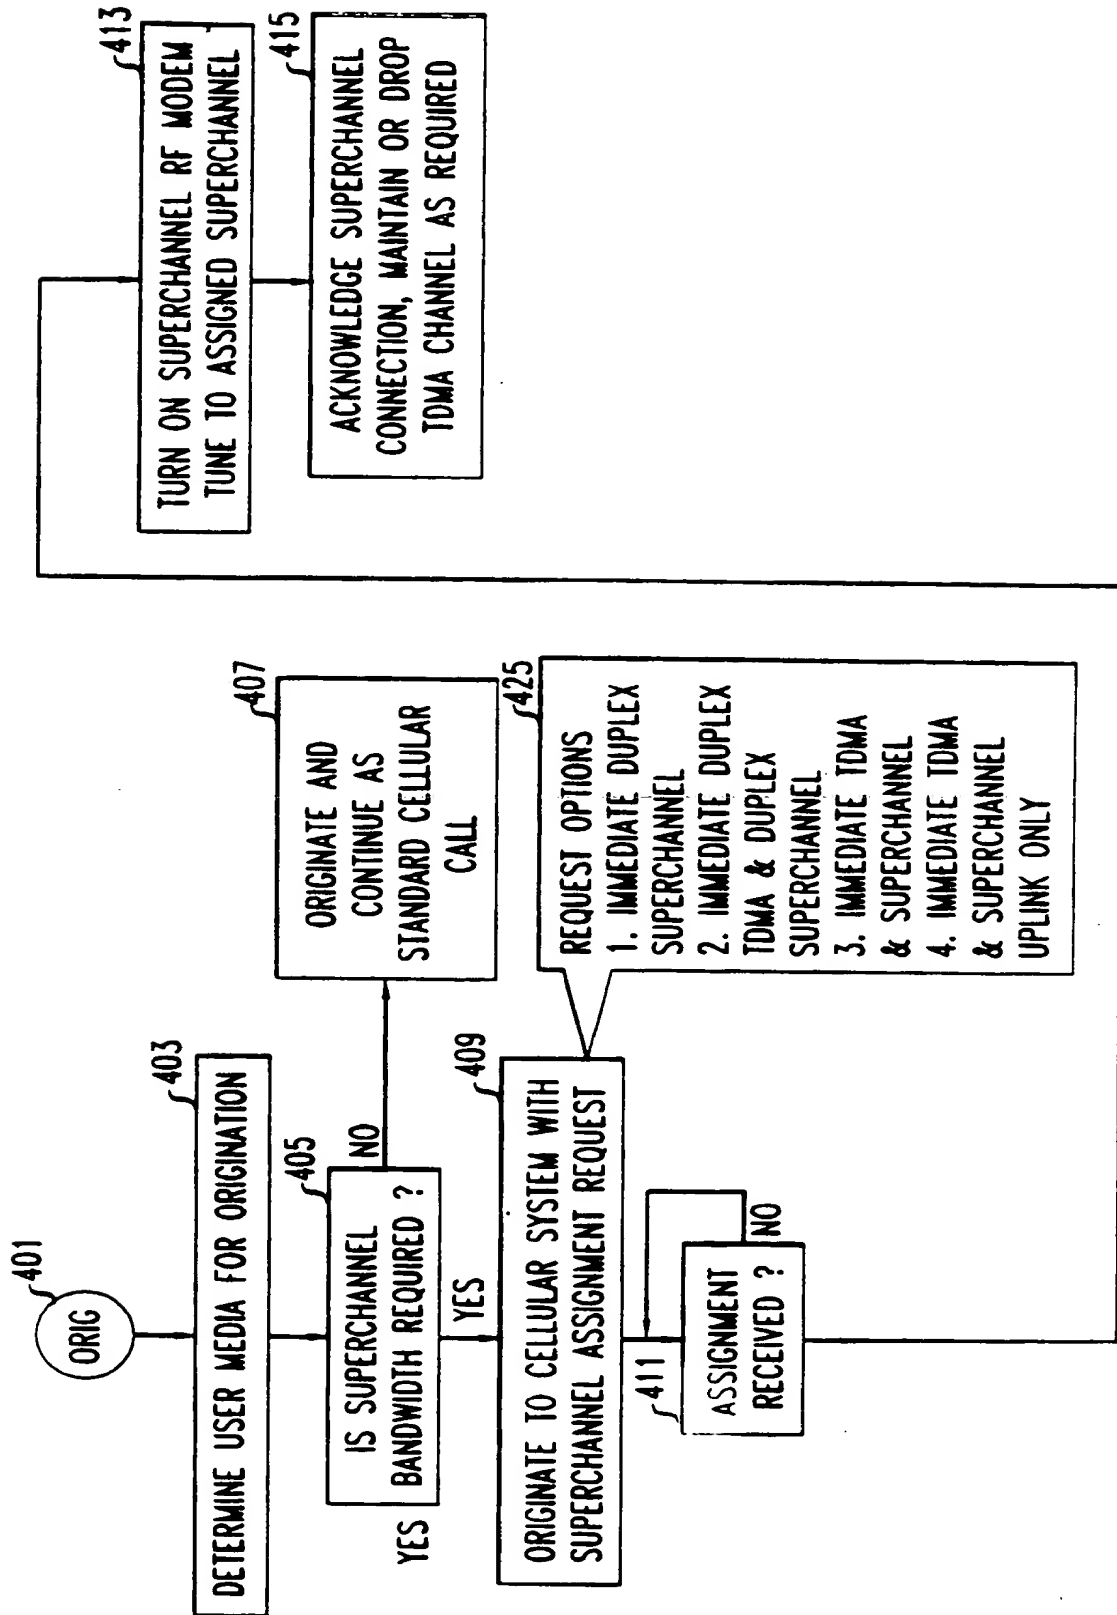 401
ORIG
403
DETERMINE USER MEDIA FOR ORIGINATION
405
IS SUPERCHANNEL
BANDWIDTH REQUIRED ?
NO
YES
YES
407
ORIGINATE AND
CONTINUE AS
STANDARD CELLULAR
CALL
409
ORIGINATE TO CELLULAR SYSTEM WITH
SUPERCHANNEL ASSIGNMENT REQUEST
425
REQUEST OPTIONS
1. IMMEDIATE DUPLEX
SUPERCHANNEL
2. IMMEDIATE DUPLEX
TDMA & DUPLEX
SUPERCHANNEL
3. IMMEDIATE TDMA
& SUPERCHANNEL
4. IMMEDIATE TDMA
& SUPERCHANNEL
UPLINK ONLY
411
ASSIGNMENT
RECEIVED ?
NO
413
TURN ON SUPERCHANNEL RF MODEM
TUNE TO ASSIGNED SUPERCHANNEL
415
ACKNOWLEDGE SUPERCHANNEL
CONNECTION, MAINTAIN OR DROP
TDMA CHANNEL AS REQUIRED